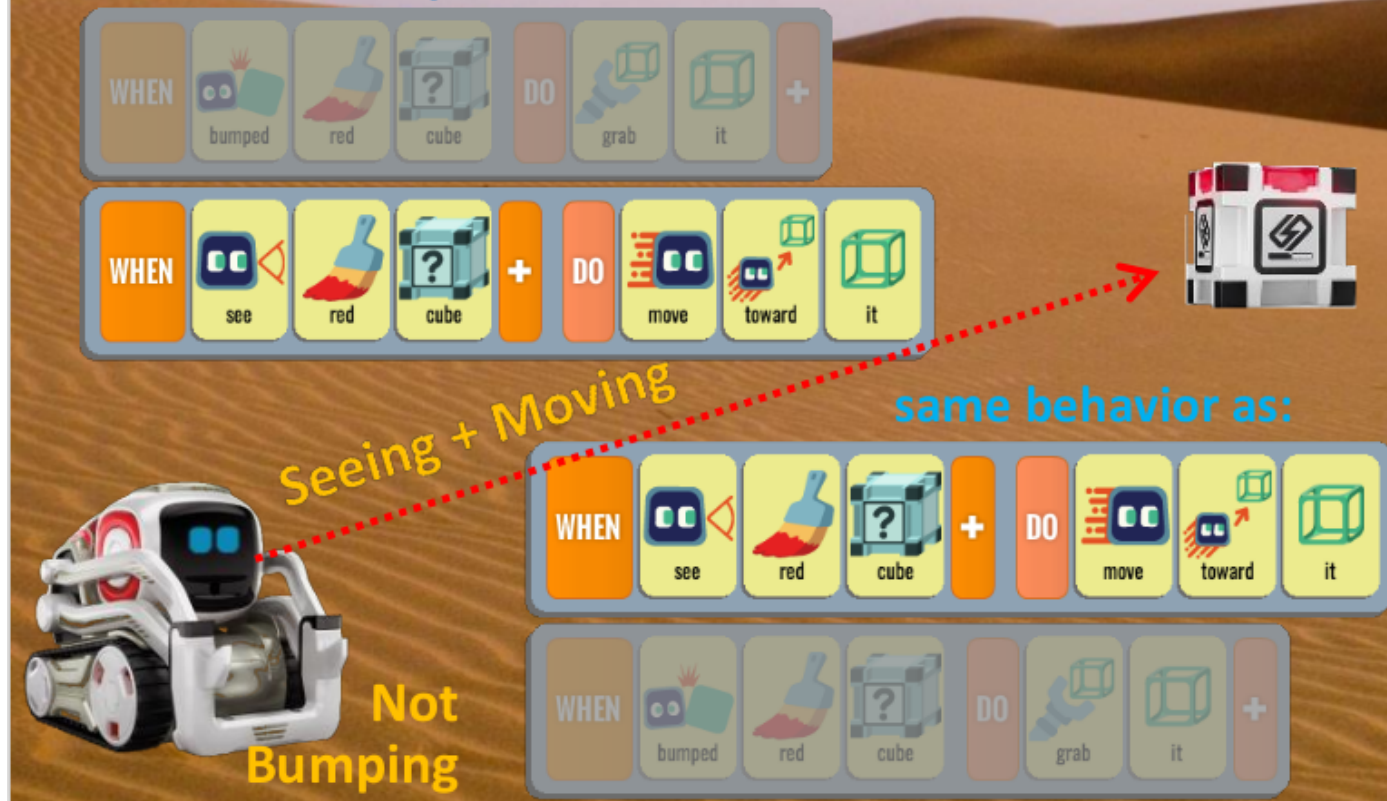 WHEN DO +
bumped red cube grab it
WHEN + DO
see red cube move toward it
Seeing + Moving
same behavior as:
WHEN + DO
see red cube move toward it
Not
Bumping
WHEN DO +
bumped red cube grab it